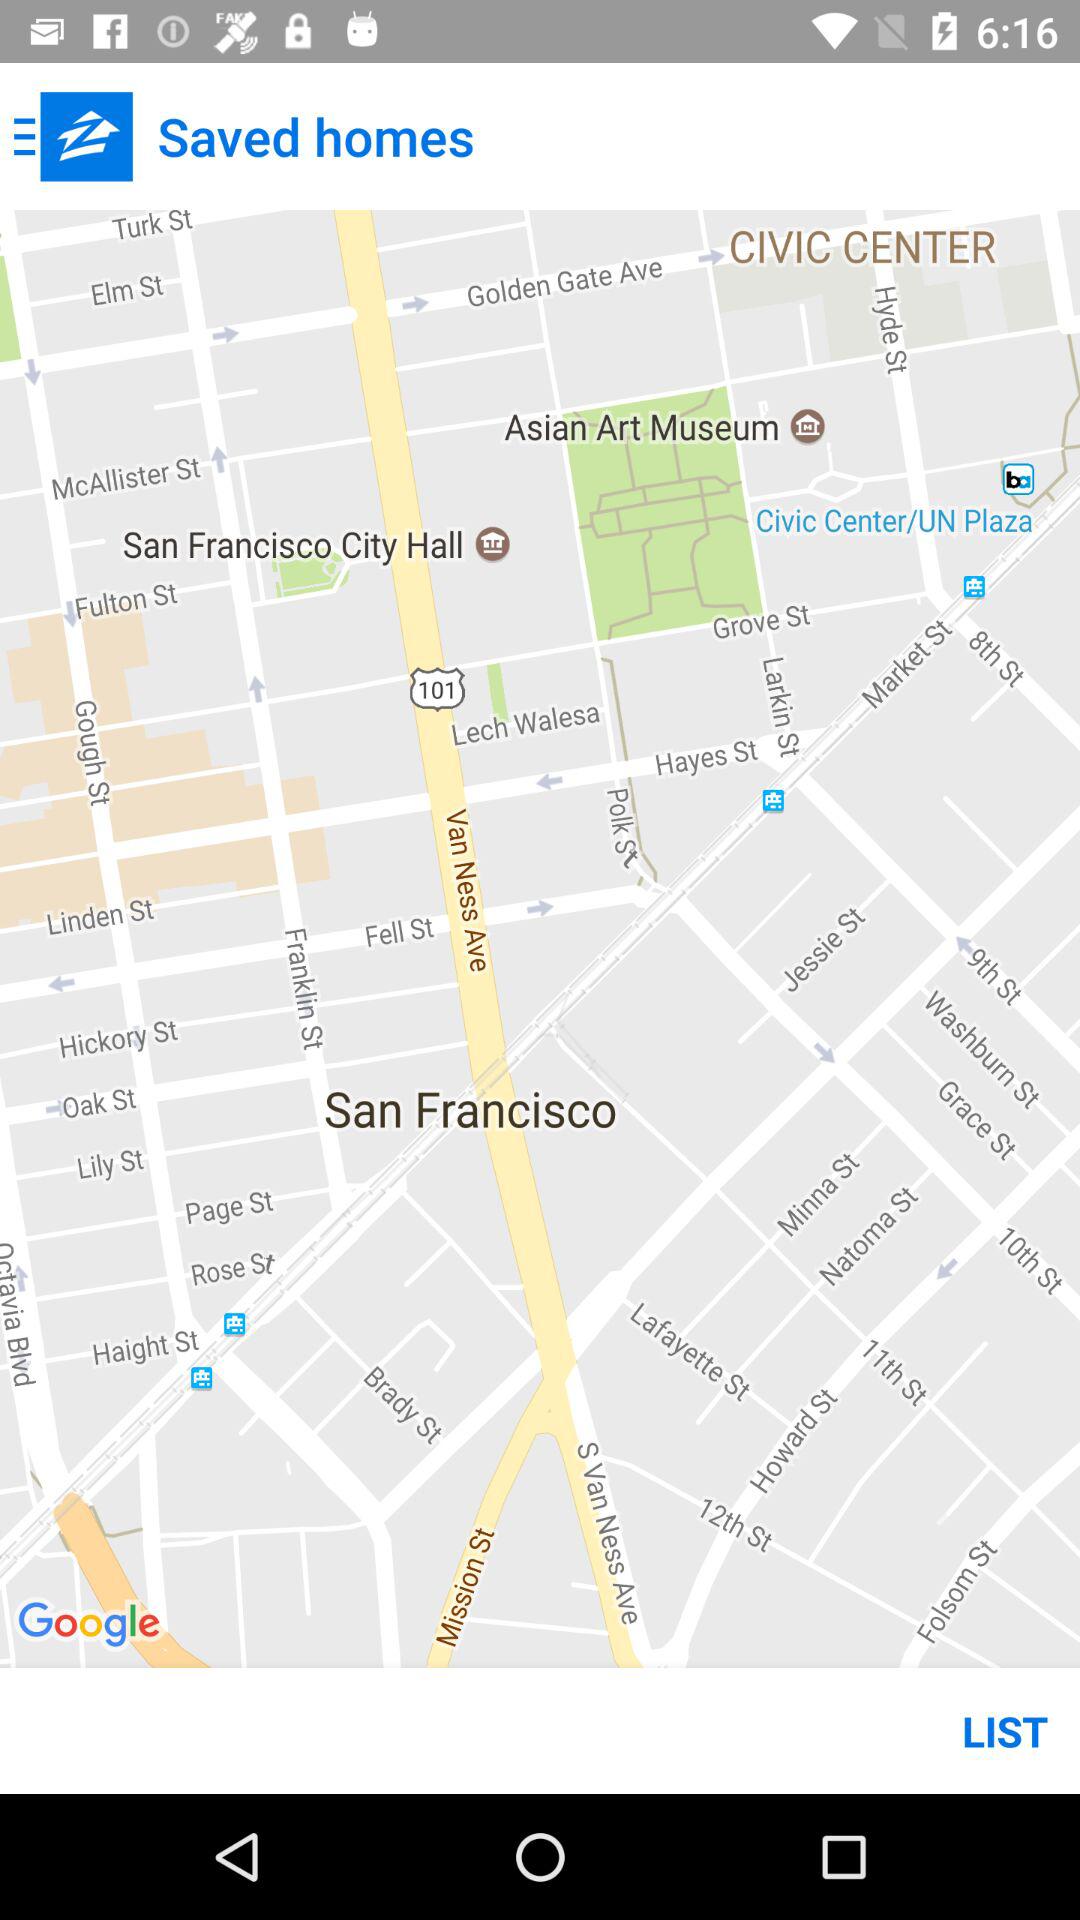 FAKE
6:16
Saved homes
Turk St
CIVIC CENTER
Elm St
Golden Gate Ave
Hyde St
Asian Art Museum
McAllister St
ba
Civic Center/UN Plaza
San Francisco City Hall
Fulton St
Grove St
Market St
8th St
101
Larkin St
Gough St
Lech Walesa
Hayes St
Polk St
Van Ness Ave
Linden St
Fell St
Jessie St
Franklin St
9th St
Hickory St
Washburn St
Oak St
San Francisco
Grace St
Lily St
Minna St
Page St
Natoma St
Rose St
10th St
Octavia Blvd
Haight St
Lafayette St
11th St
Brady St
Howard St
S Van Ness Ave
12th St
Mission St
Folsom St
Google
LIST